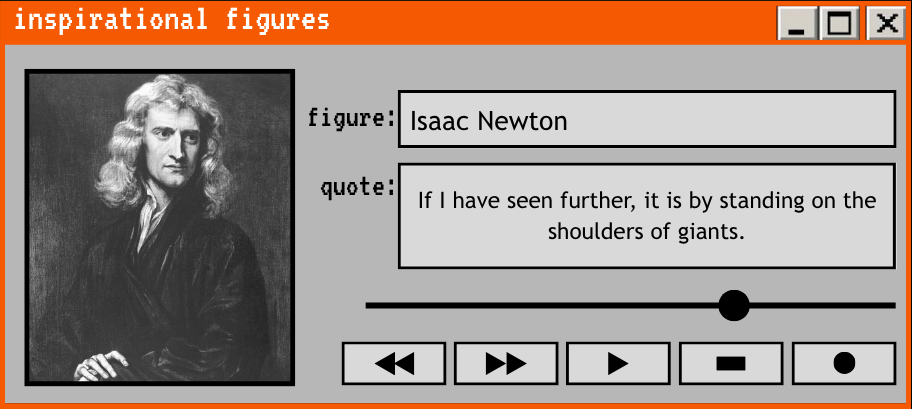 inspirational figures
figure:
Isaac Newton
quote:
If I have seen further, it is by standing on the
shoulders of giants.